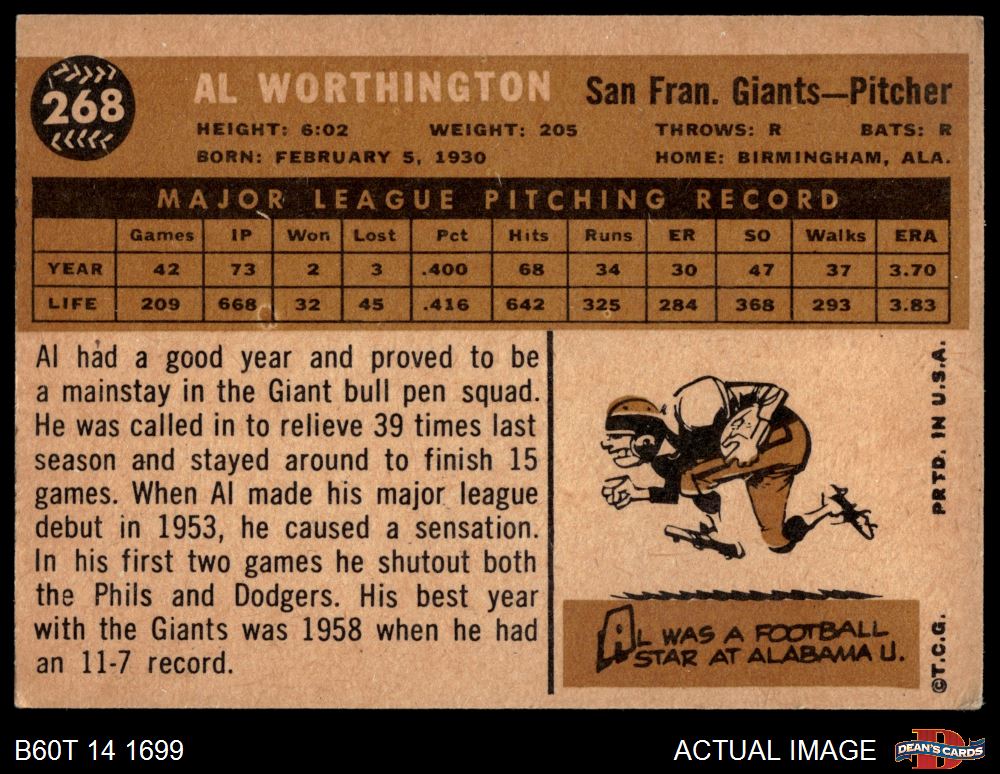 268
AL WORTHINGTON San Fran. Giants—Pitcher
HEIGHT: 6:02 WEIGHT: 205 THROWS: R BATS: R
BORN: FEBRUARY 5, 1930 HOME: BIRMINGHAM, ALA.
MAJOR LEAGUE PITCHING RECORD
Games IP Won Lost Pct Hits Runs ER SO Walks ERA
YEAR 42 73 2 3 .400 68 34 30 47 37 3.70
LIFE 209 668 32 45 .416 642 325 284 368 293 3.83
Al had a good year and proved to be
a mainstay in the Giant bull pen squad.
He was called in to relieve 39 times last
season and stayed around to finish 15
games. When Al made his major league
debut in 1953, he caused a sensation.
In his first two games he shutout both
the Phils and Dodgers. His best year
with the Giants was 1958 when he had
an 11-7 record.
AL WAS A FOOTBALL
STAR AT ALABAMA U.
©T.C.G. PRTD. IN U.S.A.
B60T 14 1699 ACTUAL IMAGE
D
DEAN'S CARDS